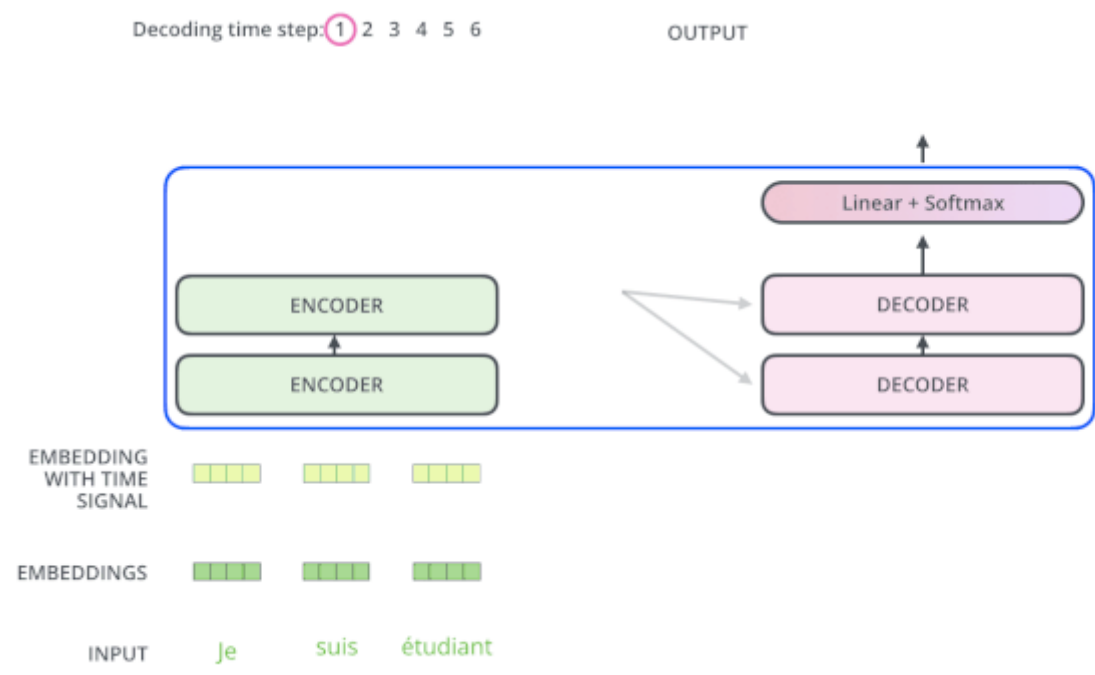 Decoding time step: 1 2 3 4 5 6
OUTPUT
Linear + Softmax
ENCODER
DECODER
ENCODER
DECODER
EMBEDDING
WITH TIME
SIGNAL
EMBEDDINGS
INPUT Je suis étudiant